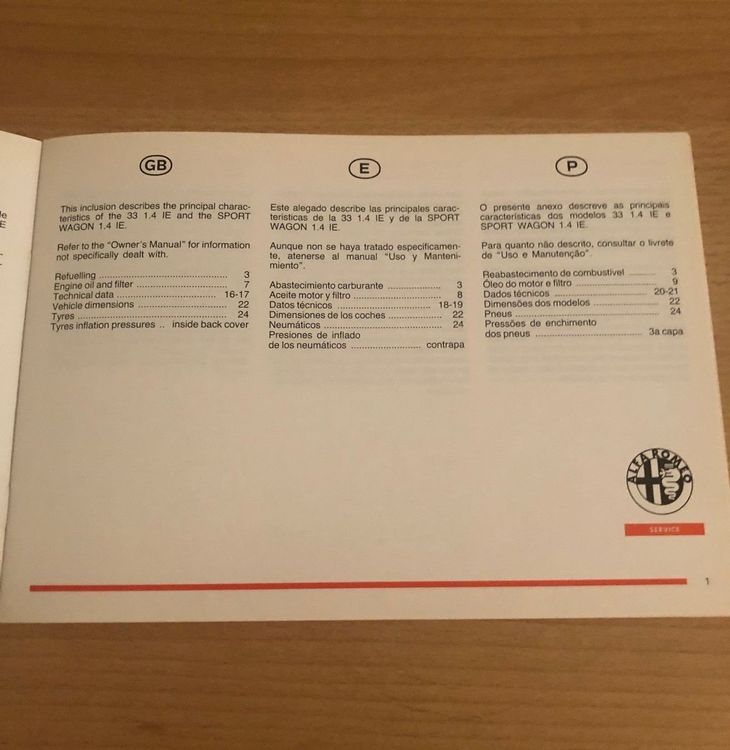 le
E
GB
This inclusion describes the principal charac-
teristics of the 33 1.4 IE and the SPORT
WAGON 1.4 IE.
Refer to the "Owner's Manual" for information
not specifically dealt with.
Refuelling ................................................ 3
Engine oil and filter ................................ 7
Technical data ........................................ 16-17
Vehicle dimensions ................................ 22
Tyres ........................................................ 24
Tyres inflation pressures .. inside back cover
E
Este alegado describe las principales carac-
teristicas de la 33 1.4 IE y de la SPORT
WAGON 1.4 IE.
Aunque non se haya tratado especificamen-
te, atenerse al manual "Uso y Manteni-
miento".
Abastecimiento carburante ................ 3
Aceite motor y filtro ............................ 8
Datos técnicos .................................... 18-19
Dimensiones de los coches ................ 22
Neumáticos ........................................ 24
Presiones de inflado
de los neumáticos ........................ contrapa
P
O presente anexo descreve as principais
características dos modelos 33 1.4 IE e
SPORT WAGON 1.4 IE.
Para quanto não descrito, consultar o livrete
de "Uso e Manutenção".
Reabastecimento de combustivel .......... 3
Óleo do motor e filtro ............................ 9
Dados técnicos .................................... 20-21
Dimensões dos modelos ...................... 22
Pneus .................................................... 24
Pressões de enchimento
dos pneus ........................................ 3a capa
ALFA ROMEO
SERVICE
1